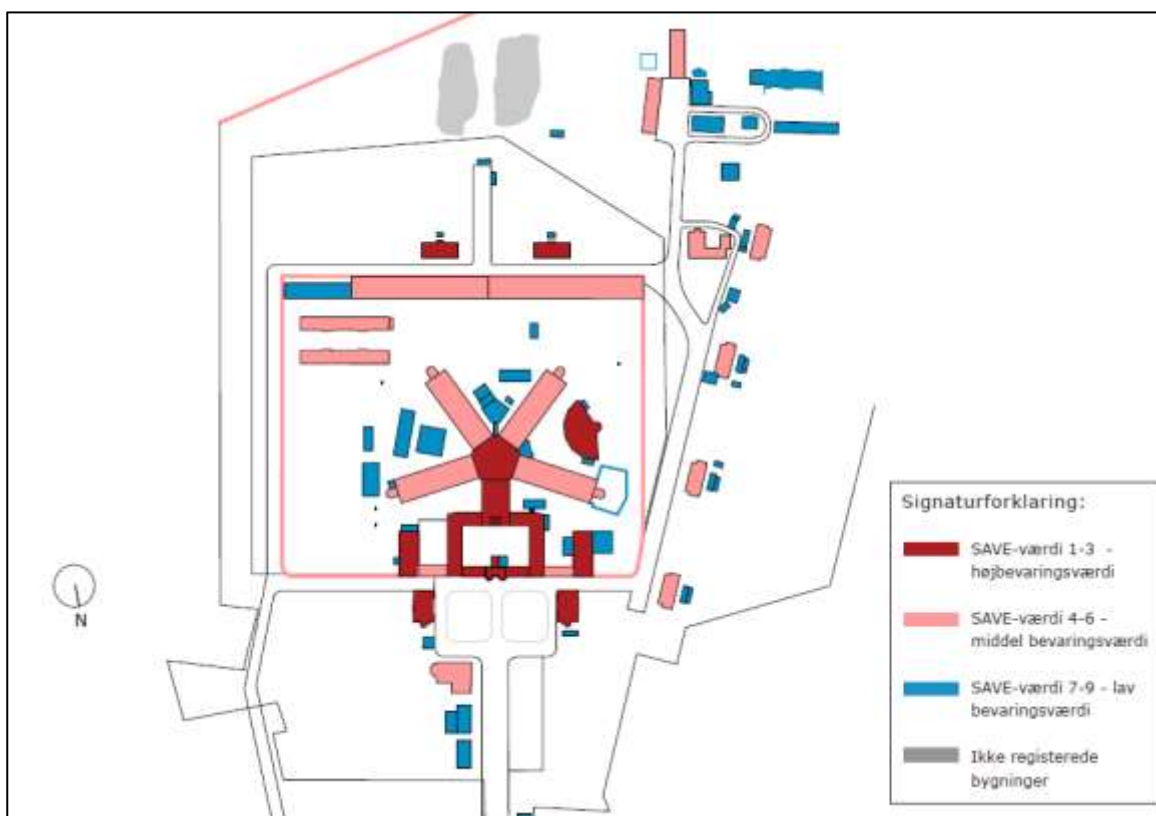 N
Signaturforklaring:
SAVE-værdi 1-3 -
højbevaringsværdi
SAVE-værdi 4-6 -
middel bevaringsværdi
SAVE-værdi 7-9 - lav
bevaringsværdi
Ikke registerede
bygninger